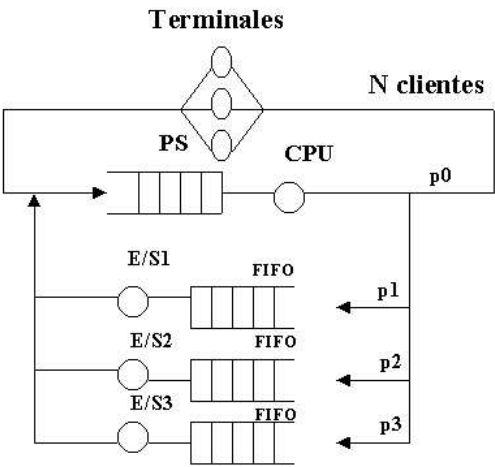 Terminales
N clientes
PS
CPU
p0
E/S1
FIFO
p1
E/S2
FIFO
p2
E/S3
FIFO
p3